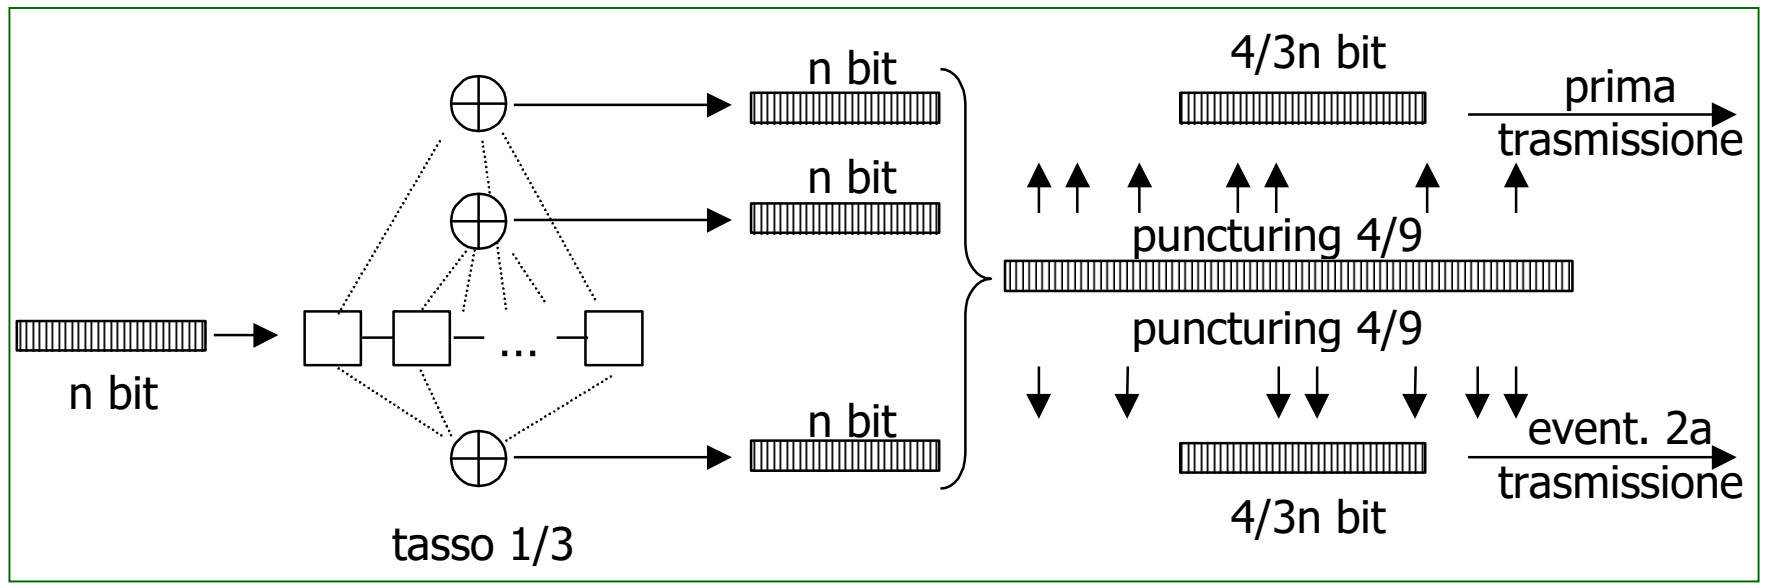 n bit
tasso 1/3
...
n bit
n bit
n bit
4/3n bit
prima
trasmissione
puncturing 4/9
puncturing 4/9
event. 2a
trasmissione
4/3n bit